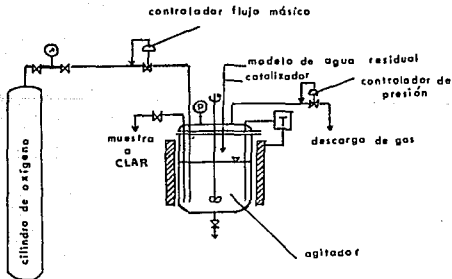 controlador flujo másico
modelo de agua residual
catalizador
controlador de
presión
P
T
muestra
a
CLAR
descarga de gas
cilindro de oxígeno
agitador